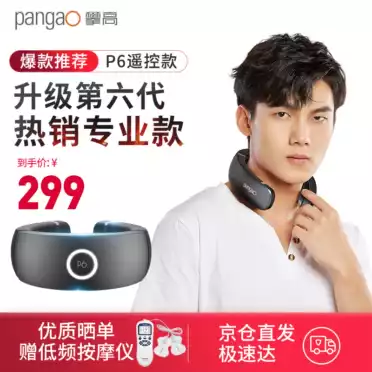 pangao 攀高
爆款推荐 P6遥控款
升级第六代
热销专业款
到手价:¥
299
PANGAO
P6
优质晒单
赠低频按摩仪
京仓直发
极速达